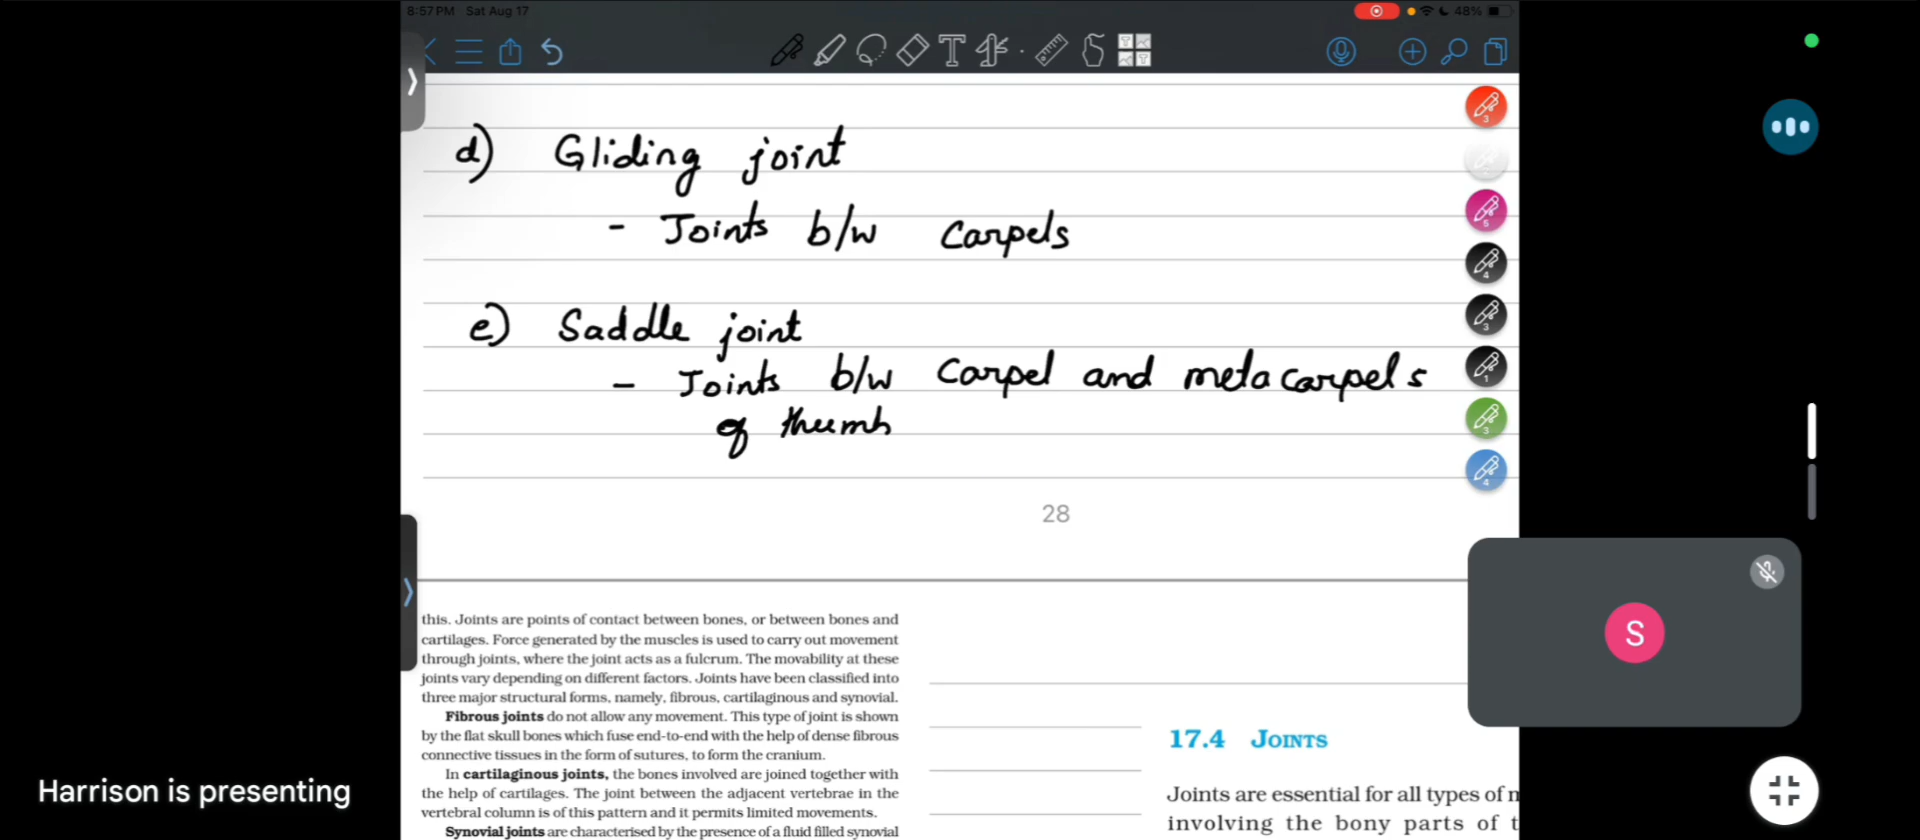 8:57 PM Sat Aug 17
48%
d) Gliding joint
- Joints b/w Carpels
e) Saddle joint
- Joints b/w Carpel and metacarpels
of thumb
28
this. Joints are points of contact between bones, or between bones and
cartilages. Force generated by the muscles is used to carry out movement
through joints, where the joint acts as a fulcrum. The movability at these
joints vary depending on different factors. Joints have been classified into
three major structural forms, namely, fibrous, cartilaginous and synovial.
Fibrous joints do not allow any movement. This type of joint is shown
by the flat skull bones which fuse end-to-end with the help of dense fibrous
connective tissues in the form of sutures, to form the cranium.
In cartilaginous joints, the bones involved are joined together with
the help of cartilages. The joint between the adjacent vertebrae in the
vertebral column is of this pattern and it permits limited movements.
Synovial joints are characterised by the presence of a fluid filled synovial
17.4 JOINTS
Joints are essential for all types of m
involving the bony parts of t
3
5
4
3
1
3
4
S
Harrison is presenting